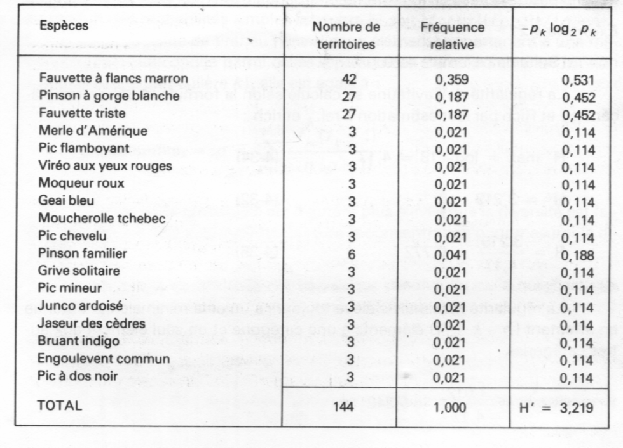 Espèces Nombre de territoires Fréquence relative -pk log2 pk
Fauvette à flancs marron 42 0,359 0,531
Pinson à gorge blanche 27 0,187 0,452
Fauvette triste 27 0,187 0,452
Merle d'Amérique 3 0,021 0,114
Pic flamboyant 3 0,021 0,114
Viréo aux yeux rouges 3 0,021 0,114
Moqueur roux 3 0,021 0,114
Geai bleu 3 0,021 0,114
Moucherolle tchebec 3 0,021 0,114
Pic chevelu 3 0,021 0,114
Pinson familier 6 0,041 0,188
Grive solitaire 3 0,021 0,114
Pic mineur 3 0,021 0,114
Junco ardoisé 3 0,021 0,114
Jaseur des cèdres 3 0,021 0,114
Bruant indigo 3 0,021 0,114
Engoulevent commun 3 0,021 0,114
Pic à dos noir 3 0,021 0,114
TOTAL 144 1,000 H' = 3,219